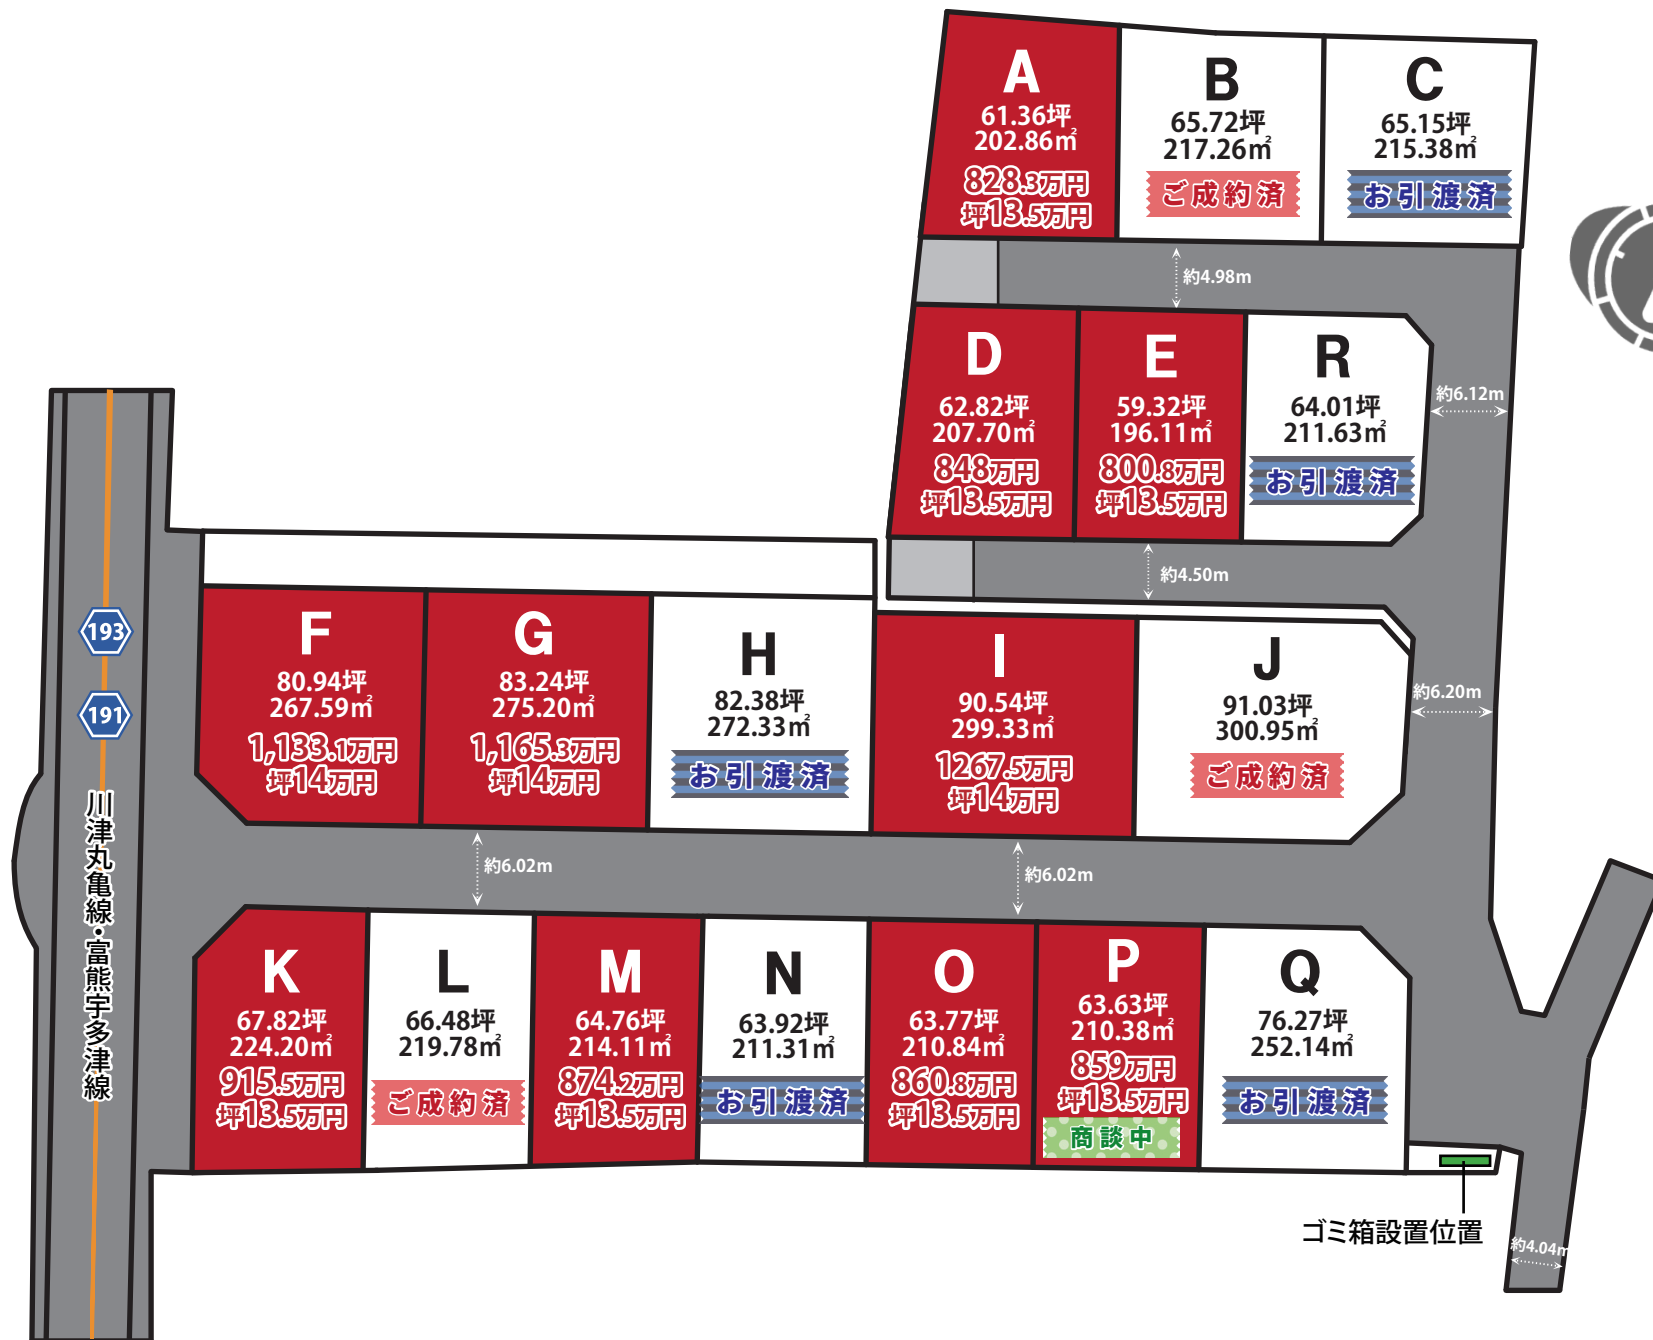 A
61.36坪
202.86㎡
828.3万円
坪13.5万円
B
65.72坪
217.26㎡
ご成約済
C
65.15坪
215.38㎡
お引渡済
約4.98m
D
62.82坪
207.70㎡
848万円
坪13.5万円
E
59.32坪
196.11㎡
800.8万円
坪13.5万円
R
64.01坪
211.63㎡
お引渡済
約6.12m
約4.50m
193
191
川津丸亀線・富熊宇多津線
F
80.94坪
267.59㎡
1,133.1万円
坪14万円
G
83.24坪
275.20㎡
1,165.3万円
坪14万円
H
82.38坪
272.33㎡
お引渡済
I
90.54坪
299.33㎡
1267.5万円
坪14万円
J
91.03坪
300.95㎡
ご成約済
約6.20m
約6.02m
約6.02m
K
67.82坪
224.20㎡
915.5万円
坪13.5万円
L
66.48坪
219.78㎡
ご成約済
M
64.76坪
214.11㎡
874.2万円
坪13.5万円
N
63.92坪
211.31㎡
お引渡済
O
63.77坪
210.84㎡
860.8万円
坪13.5万円
P
63.63坪
210.38㎡
859万円
坪13.5万円
商談中
Q
76.27坪
252.14㎡
お引渡済
ゴミ箱設置位置
約4.04m